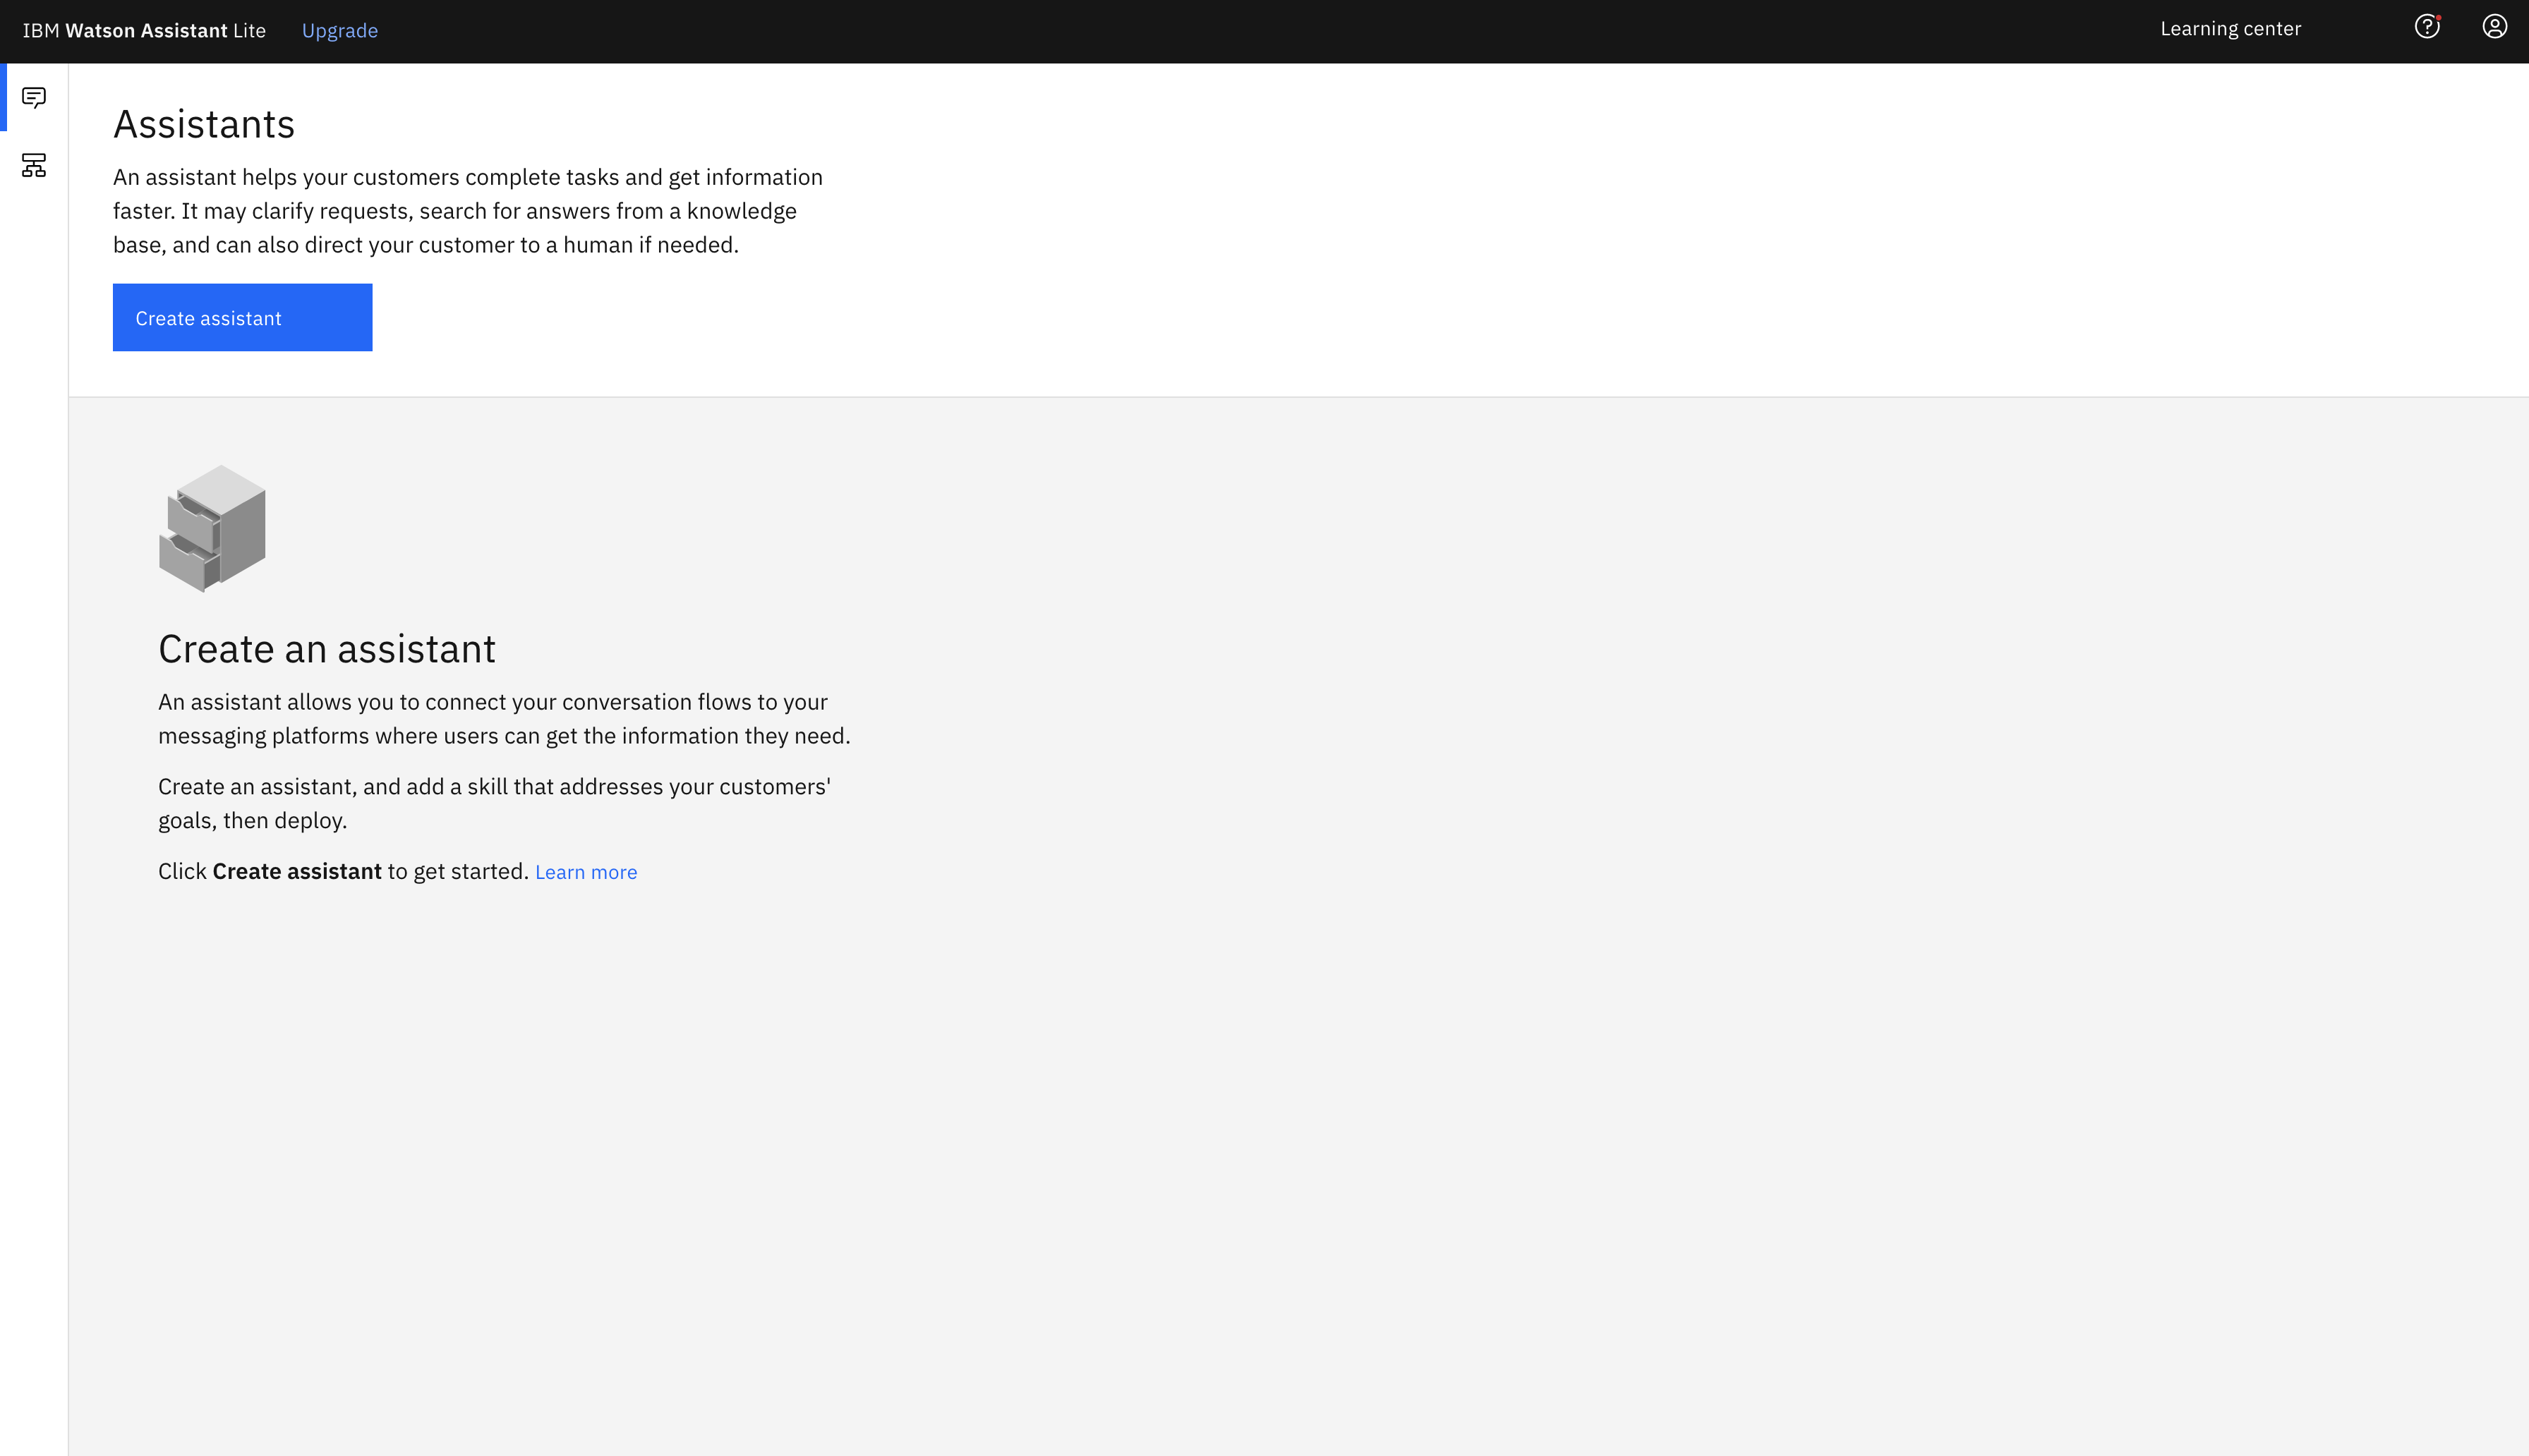 IBM Watson Assistant Lite
Upgrade
Learning center
Assistants
An assistant helps your customers complete tasks and get information
faster. It may clarify requests, search for answers from a knowledge
base, and can also direct your customer to a human if needed.
Create assistant
Create an assistant
An assistant allows you to connect your conversation flows to your
messaging platforms where users can get the information they need.
Create an assistant, and add a skill that addresses your customers'
goals, then deploy.
Click Create assistant to get started. Learn more